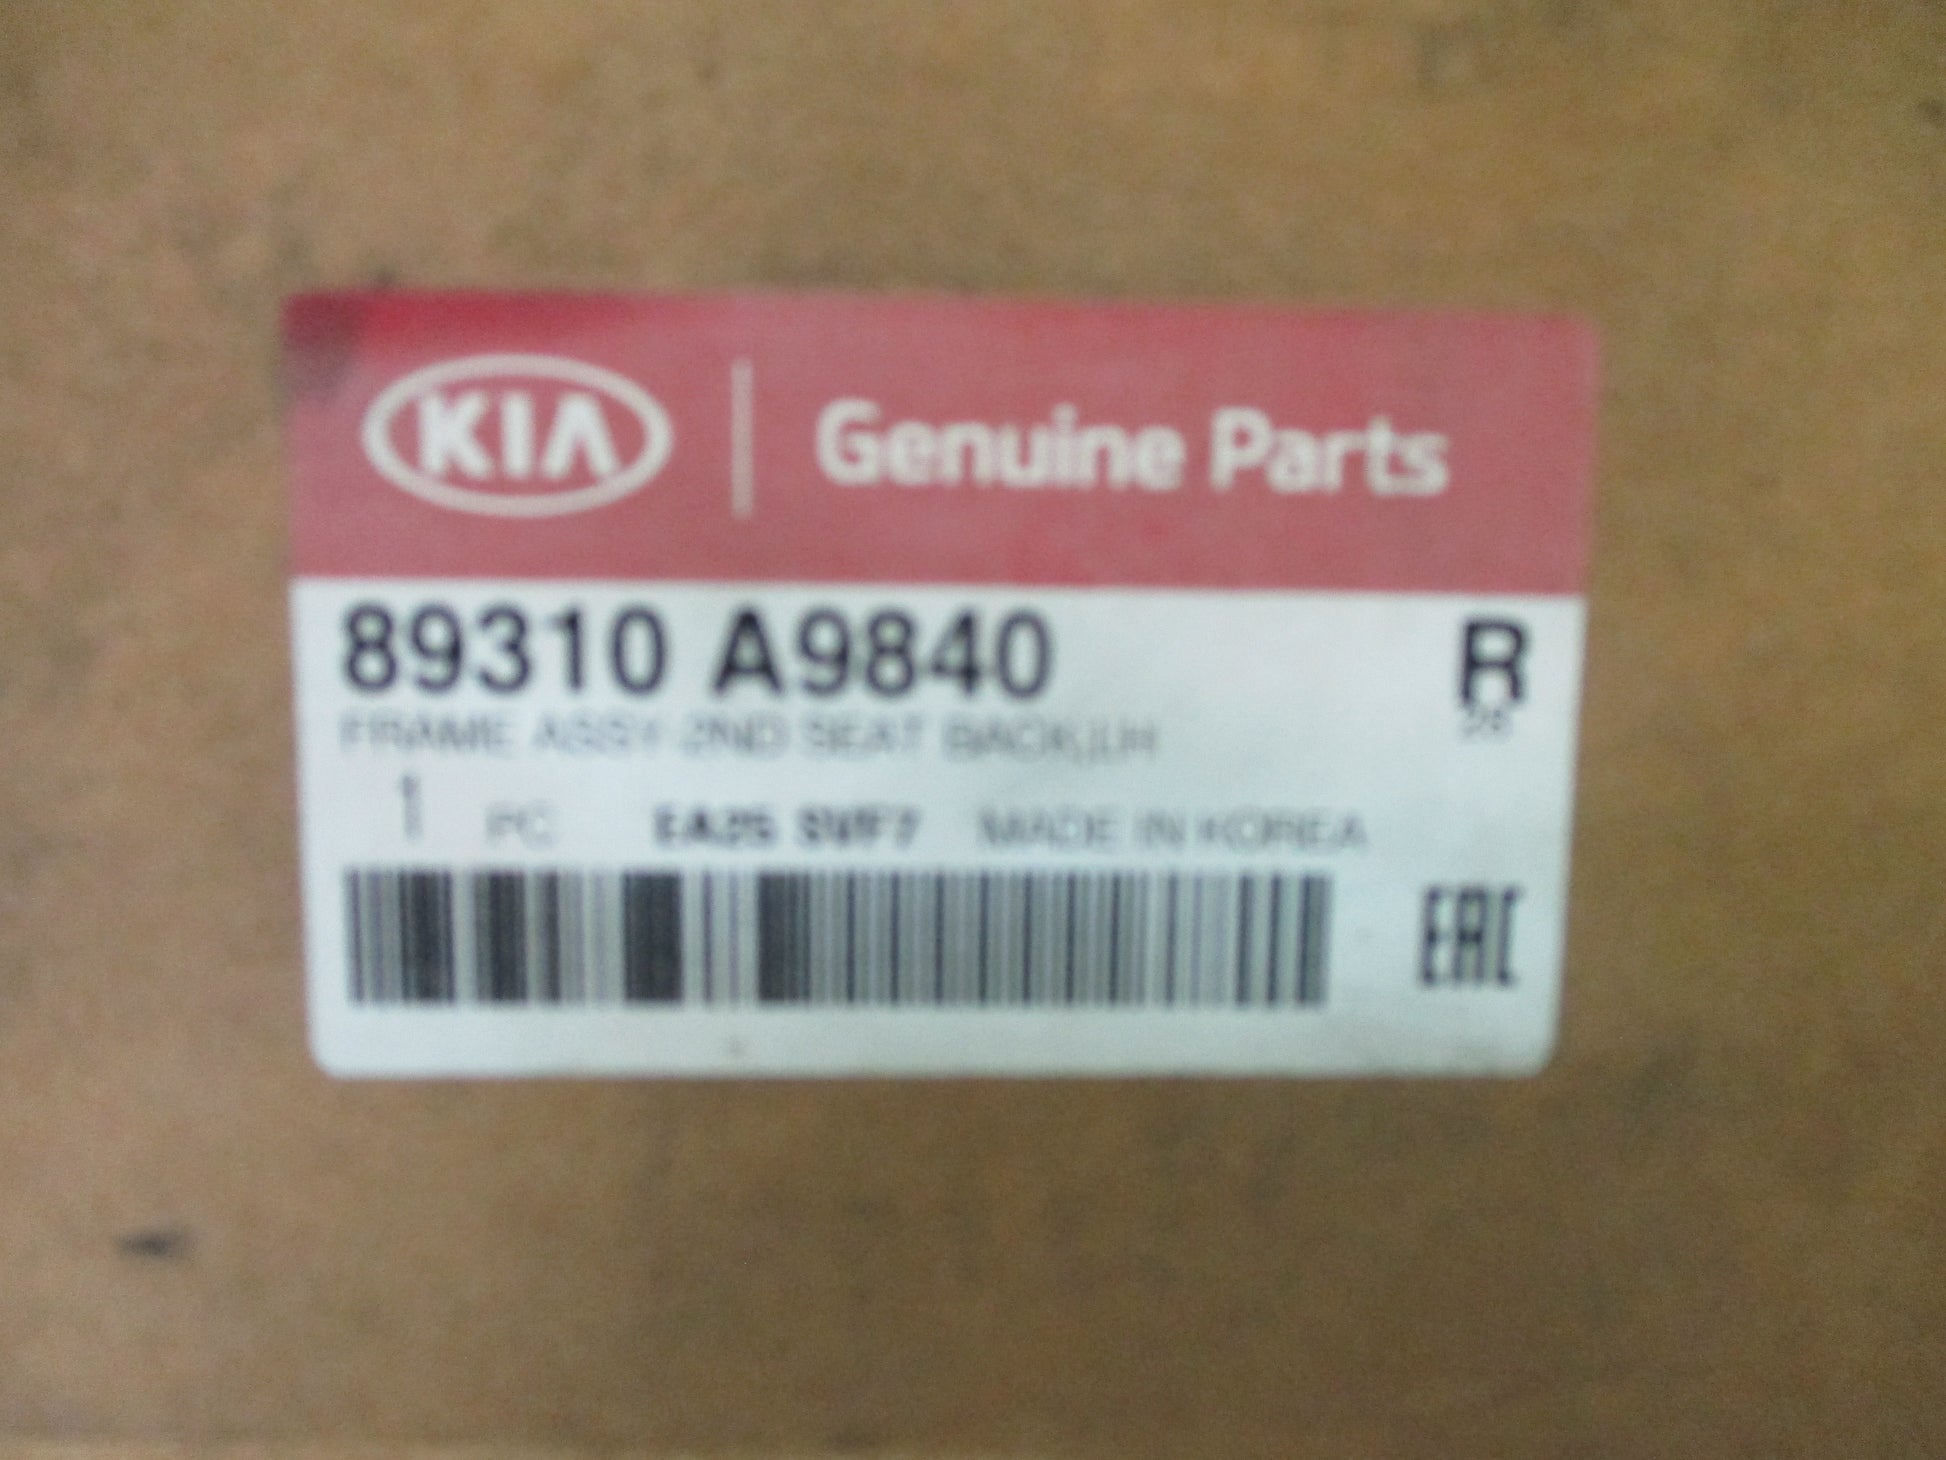 KIA Genuine Parts
89310 A9840 R
FRAME ASSY-2ND SEAT BACK,LH
1 PC MADE IN KOREA
EAC